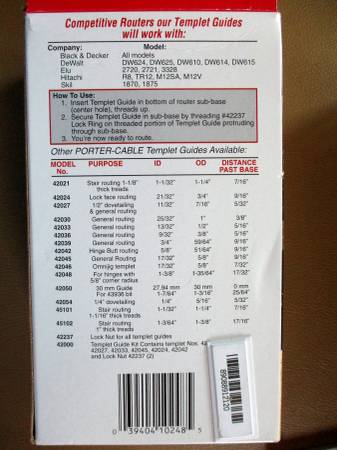 Competitive Routers our Templet Guides
will work with:
Company: Model:
Black & Decker All models
DeWalt DW624, DW625, DW610, DW614, DW615
Elu 2720, 2721, 3328
Hitachi R8, TR12, M12SA, M12V
Skil 1870, 1875
How To Use:
1. Insert Templet Guide in bottom of router sub-base
(center hole), threads up.
2. Secure Templet Guide in sub-base by threading #42237
Lock Ring on threaded portion of Templet Guide protruding
through sub-base.
3. You're now ready to route.
Other PORTER-CABLE Templet Guides Available:
MODEL PURPOSE ID OD DISTANCE
No. PAST BASE
42021 Stair routing 1-1/8" 1-1/32" 1-1/4" 7/16"
thick treads
42024 Lock face routing 21/32" 3/4" 9/16"
42027 1/2" dovetailing 11/32" 7/16" 5/32"
& general routing
42030 General routing 25/32" 1" 3/8"
42033 General routing 13/32" 1/2" 5/16"
42036 General routing 9/32" 3/8" 5/16"
42039 General routing 3/4" 59/64" 9/16"
42042 Hinge Butt routing 5/8" 51/64" 9/16"
42045 General Routing 17/32" 5/8" 9/16"
42046 Omnijig templet 17/32" 5/8" 7/32"
42048 For hinges with 1-3/8" 1-35/64" 17/32"
5/8" corner radius
42050 30 mm Guide 27.94 mm 30 mm 0 mm
For 43936 bit 1-7/64" 1-3/16" 25/64"
42054 1/4" dovetailing 1/4" 5/16" 5/32"
45101 Stair routing 1-1/32" 1-1/4" 7/16"
1-1/16" thick treads
45102 Stair routing 1-3/64" 1-3/8" 17/16"
1" thick treads
42237 Lock Nut for all templet guides
42000 Templet Guide Kit Contains templet Nos. 42
42027, 42033, 42045, 42024, 42042
and Lock Nut 42237 (2)
89088912120
0 39404 10248 5